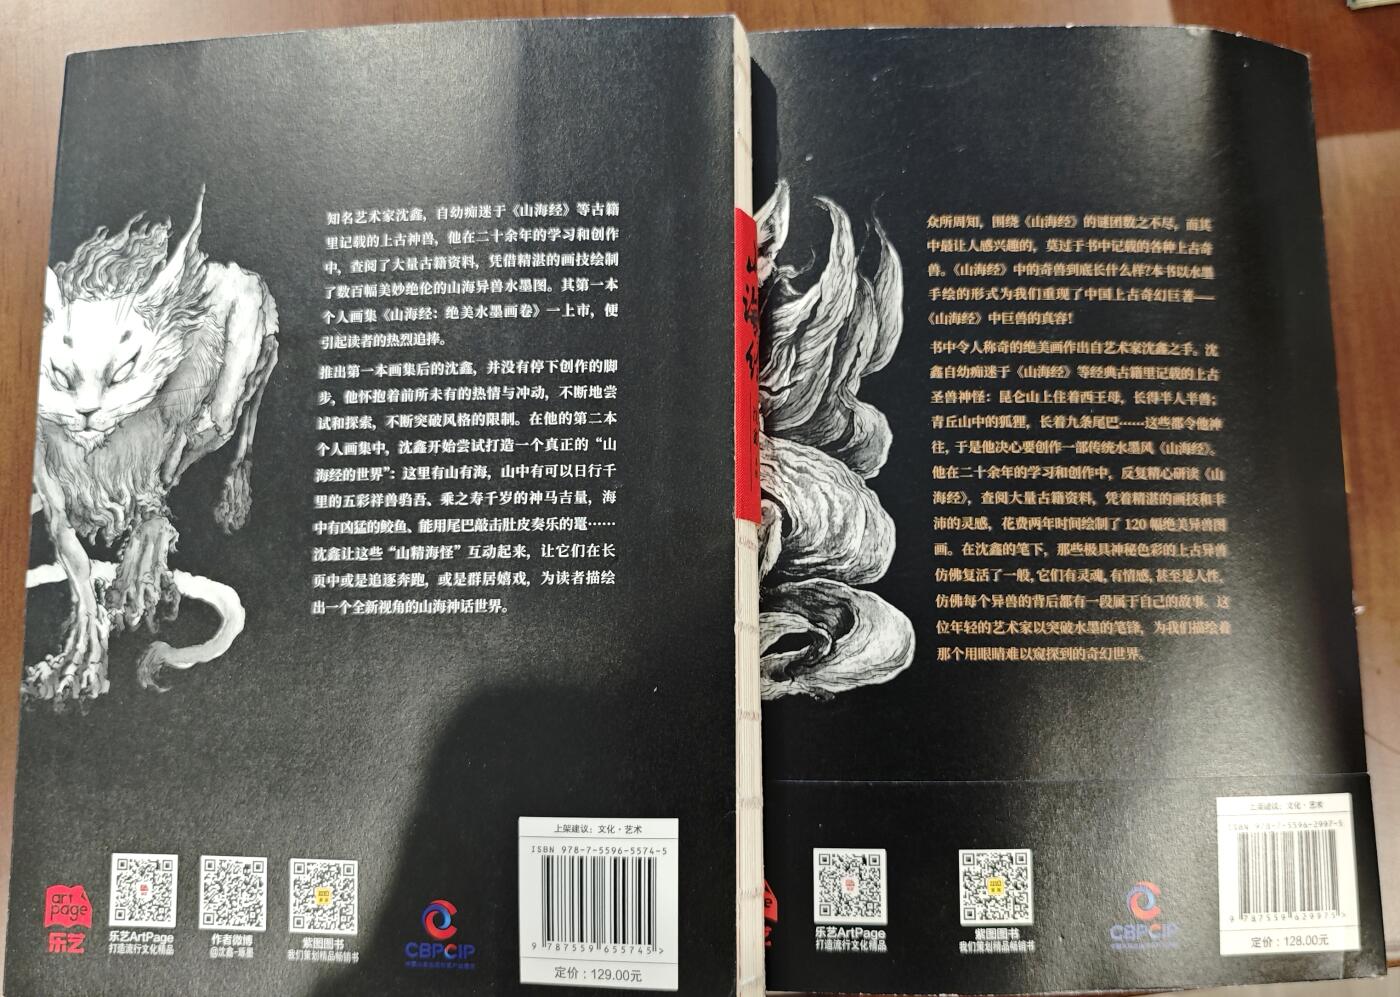 知名艺术家沈鑫，自幼痴迷于《山海经》等古籍
里记载的上古神兽，他在二十余年的学习和创作
中，查阅了大量古籍资料，凭借精湛的画技绘制
了数百幅美妙绝伦的山海异兽水墨图。其第一本
个人画集《山海经：绝美水墨画卷》一上市，便
引起读者的热烈追捧。
推出第一本画集后的沈鑫，并没有停下创作的脚
步，他怀抱着前所未有的热情与冲动，不断地尝
试和探索，不断突破风格的限制。在他的第二本
个人画集中，沈鑫开始尝试打造一个真正的“山
海经的世界”：这里有山有海，山中有可以日行千
里的五彩祥兽驺吾、乘之寿千岁的神马吉量，海
中有凶猛的鲛鱼、能用尾巴敲击肚皮奏乐的鼍……
沈鑫让这些“山精海怪”互动起来，让它们在长
页中或是追逐奔跑，或是群居嬉戏，为读者描绘
出一个全新视角的山海神话世界。
art
page
乐艺
乐艺ArtPage
打造流行文化精品
作者微博
紫图图书
我们策划精品畅销书
CBPCIP
上架建议：文化·艺术
ISBN 978-7-5596-5574-5
9 787559 655745 >
定价：129.00元
山海经
众所周知，围绕《山海经》的谜团数之不尽，而其
中最让人感兴趣的，莫过于书中记载的各种上古奇
兽。《山海经》中的奇兽到底长什么样？本书以水墨
手绘的形式为我们重现了中国上古奇幻巨著——
《山海经》中巨兽的真容！
书中令人称奇的绝美画作出自艺术家沈鑫之手。沈
鑫自幼痴迷于《山海经》等经典古籍里记载的上古
圣兽神怪：昆仑山上住着西王母，长得半人半兽；
青丘山中的狐狸，长着九条尾巴……这些都令他神
往，于是他决心要创作一部传统水墨风《山海经》。
他在二十余年的学习和创作中，反复精心研读《山
海经》，查阅大量古籍资料，凭着精湛的画技和丰
沛的灵感，花费两年时间绘制了120幅绝美异兽图
画。在沈鑫的笔下，那些极具神秘色彩的上古异兽
仿佛复活了一般，它们有灵魂，有情感，甚至是人性，
仿佛每个异兽的背后都有一段属于自己的故事。这
位年轻的艺术家以突破水墨的笔锋，为我们描绘着
那个用眼睛难以窥探到的奇幻世界。
乐艺ArtPage
打造流行文化精品
紫图图书
我们策划精品畅销书
CBPCIP
上架建议：文化·艺术
ISBN 978-7-5596-2997-5
9 787559 629975 >
定价：128.00元